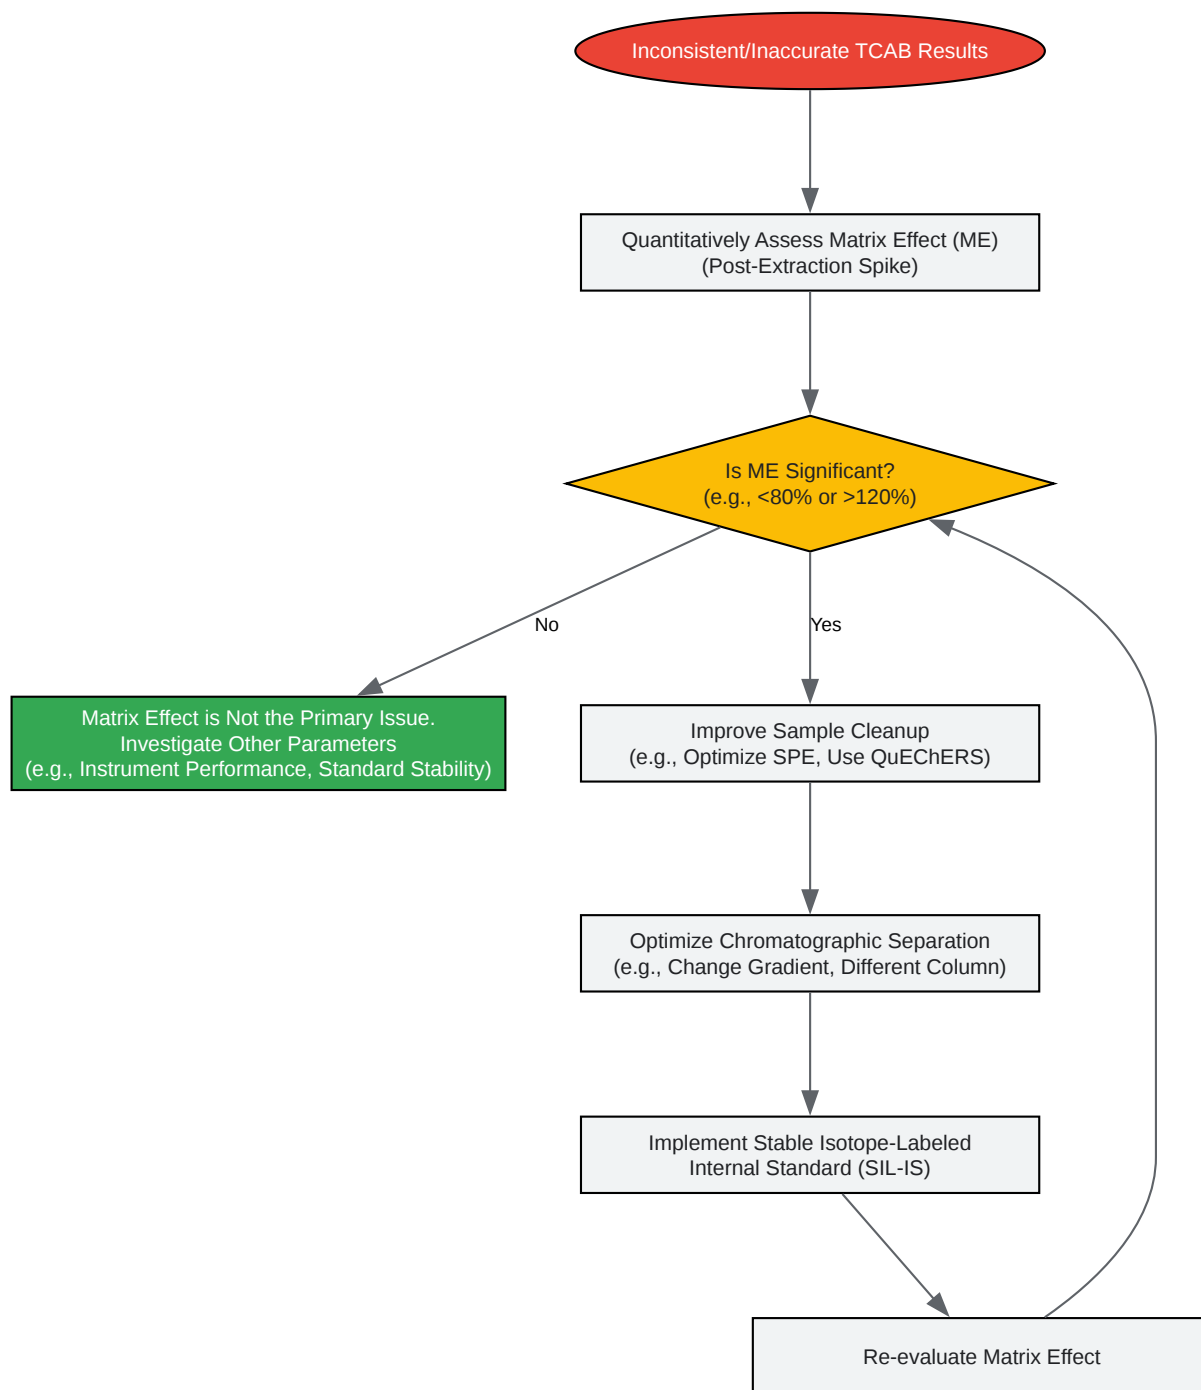 Inconsistent/Inaccurate TCAB Results
Quantitatively Assess Matrix Effect (ME)
(Post-Extraction Spike)
Is ME Significant?
(e.g., <80% or >120%)
No
Yes
Matrix Effect is Not the Primary Issue.
Investigate Other Parameters
(e.g., Instrument Performance, Standard Stability)
Improve Sample Cleanup
(e.g., Optimize SPE, Use QuEChERS)
Optimize Chromatographic Separation
(e.g., Change Gradient, Different Column)
Implement Stable Isotope-Labeled
Internal Standard (SIL-IS)
Re-evaluate Matrix Effect